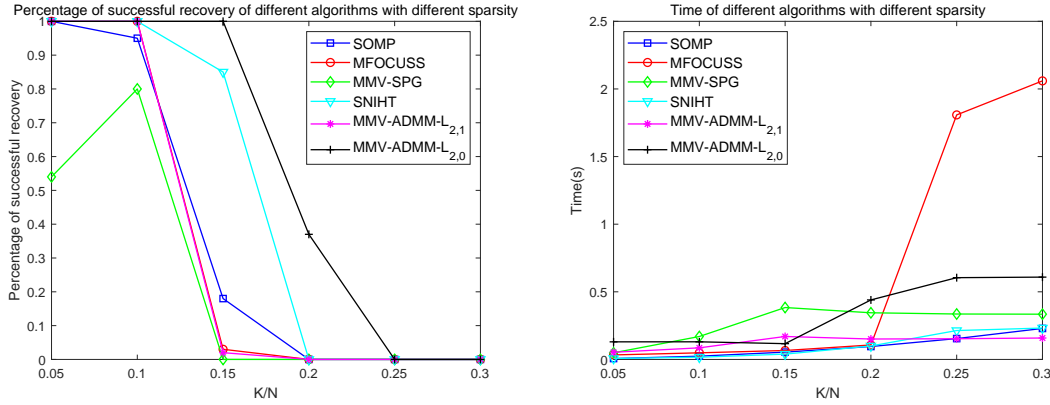 Percentage of successful recovery of different algorithms with different sparsity
Percentage of successful recovery
1
0.9
0.8
0.7
0.6
0.5
0.4
0.3
0.2
0.1
0
0.05
0.1
0.15
0.2
0.25
0.3
K/N
SOMP
MFOCUSS
MMV-SPG
SNIHT
MMV-ADMM-L2,1
MMV-ADMM-L2,0
Time of different algorithms with different sparsity
Time(s)
2.5
2
1.5
1
0.5
0
0.05
0.1
0.15
0.2
0.25
0.3
K/N
SOMP
MFOCUSS
MMV-SPG
SNIHT
MMV-ADMM-L2,1
MMV-ADMM-L2,0